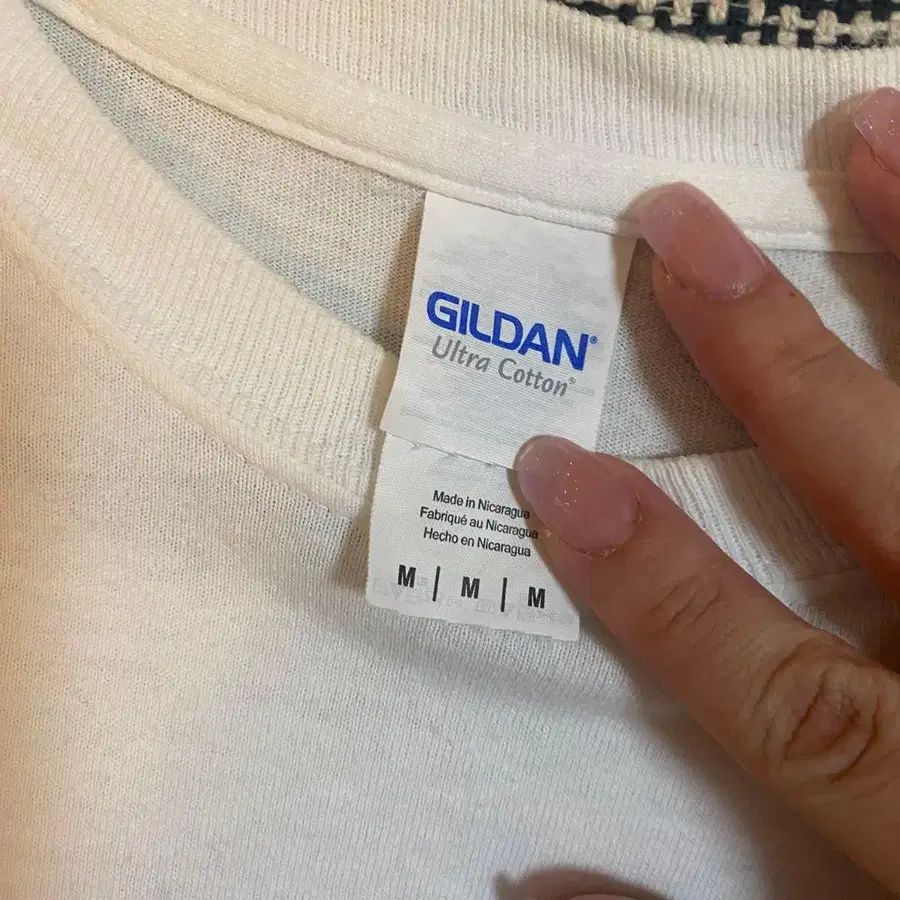 GILDAN®
Ultra Cotton®
Made in Nicaragua
Fabriqué au Nicaragua
Hecho en Nicaragua
M | M | M